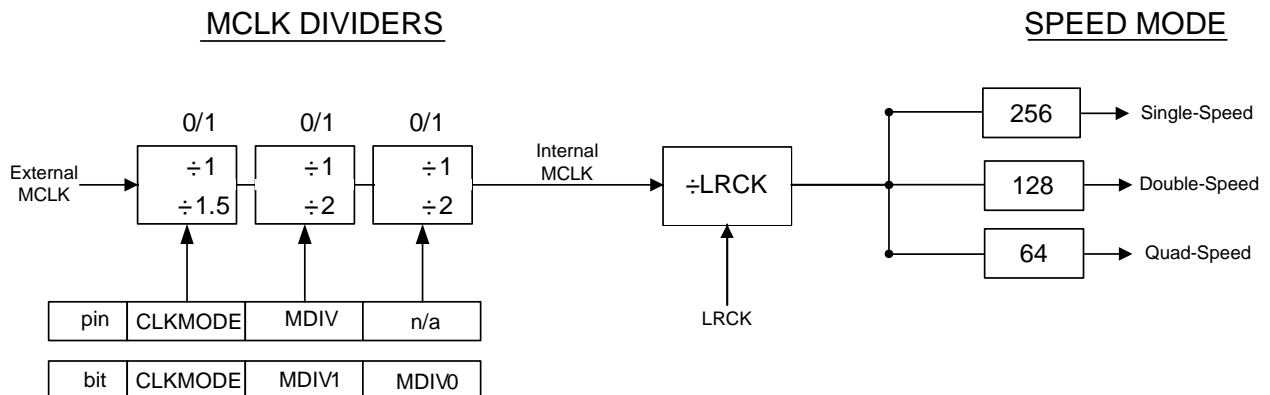 MCLK DIVIDERS SPEED MODE
0/1 0/1 0/1
External MCLK
÷1 ÷1.5
÷1 ÷2
÷1 ÷2
Internal MCLK
÷LRCK
LRCK
256 Single-Speed
128 Double-Speed
64 Quad-Speed
pin CLKMODE MDIV n/a
bit CLKMODE MDIV1 MDIV0